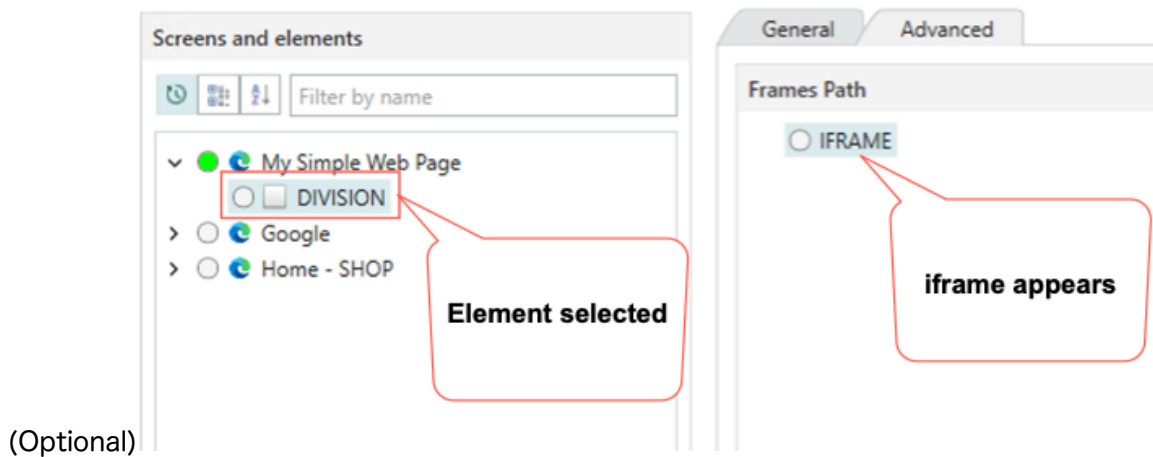 Screens and elements
Filter by name
My Simple Web Page
DIVISION
Google
Home - SHOP
Element selected
General
Advanced
Frames Path
IFRAME
iframe appears
(Optional)